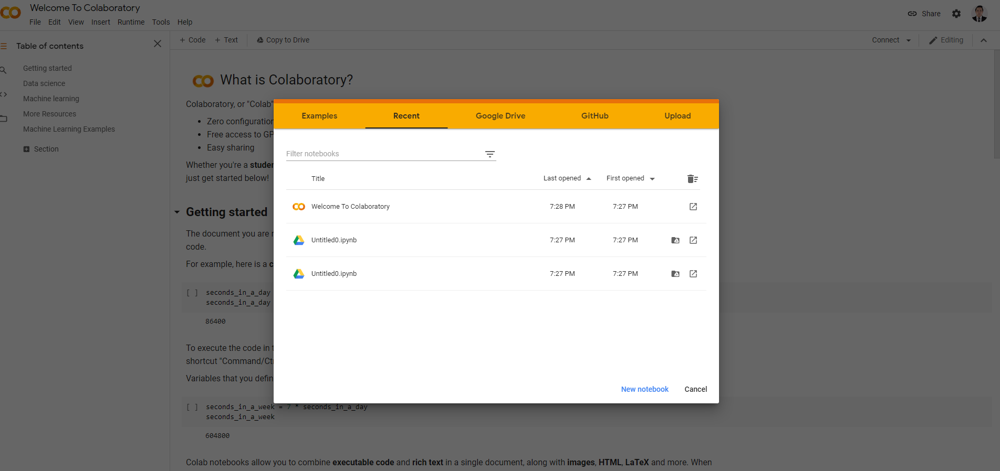 Welcome To Colaboratory
File Edit View Insert Runtime Tools Help
Share
Table of contents
Getting started
Data science
Machine learning
More Resources
Machine Learning Examples
Section
+ Code + Text Copy to Drive
Connect Editing
What is Colaboratory?
Colaboratory, or "Colab"
• Zero configuration
• Free access to GP
• Easy sharing
Whether you're a studen
just get started below!
Getting started
The document you are r
code.
For example, here is a c
[ ] seconds_in_a_day
seconds_in_a_day
86400
To execute the code in t
shortcut "Command/Ct
Variables that you defin
[ ] seconds_in_a_week = 7 * seconds_in_a_day
seconds_in_a_week
604800
Colab notebooks allow you to combine executable code and rich text in a single document, along with images, HTML, LaTeX and more. When
Examples Recent Google Drive GitHub Upload
Filter notebooks
Title Last opened First opened
Welcome To Colaboratory 7:28 PM 7:27 PM
Untitled0.ipynb 7:27 PM 7:27 PM
Untitled0.ipynb 7:27 PM 7:27 PM
New notebook Cancel